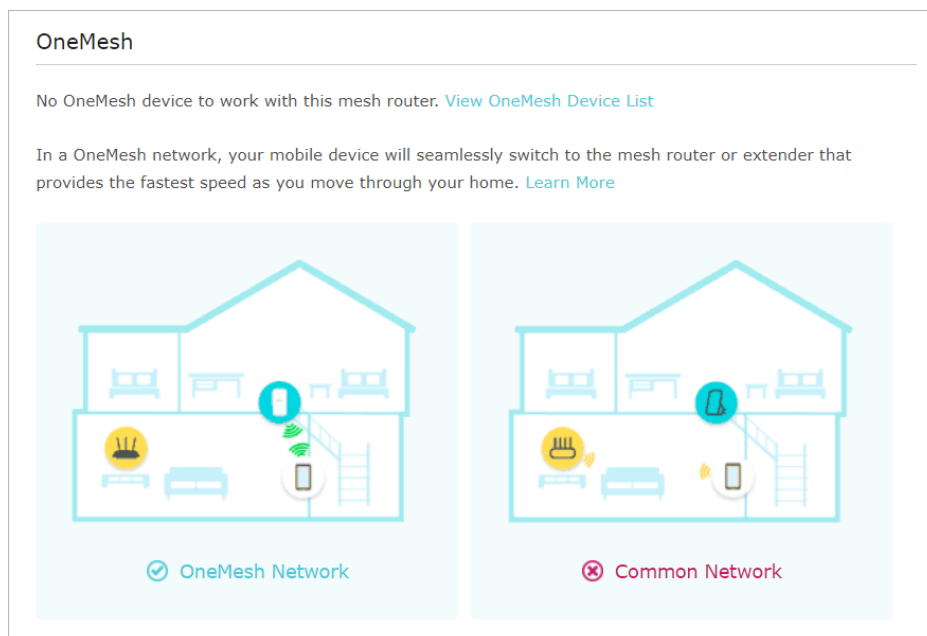 OneMesh
No OneMesh device to work with this mesh router. View OneMesh Device List
In a OneMesh network, your mobile device will seamlessly switch to the mesh router or extender that
provides the fastest speed as you move through your home. Learn More
OneMesh Network
Common Network